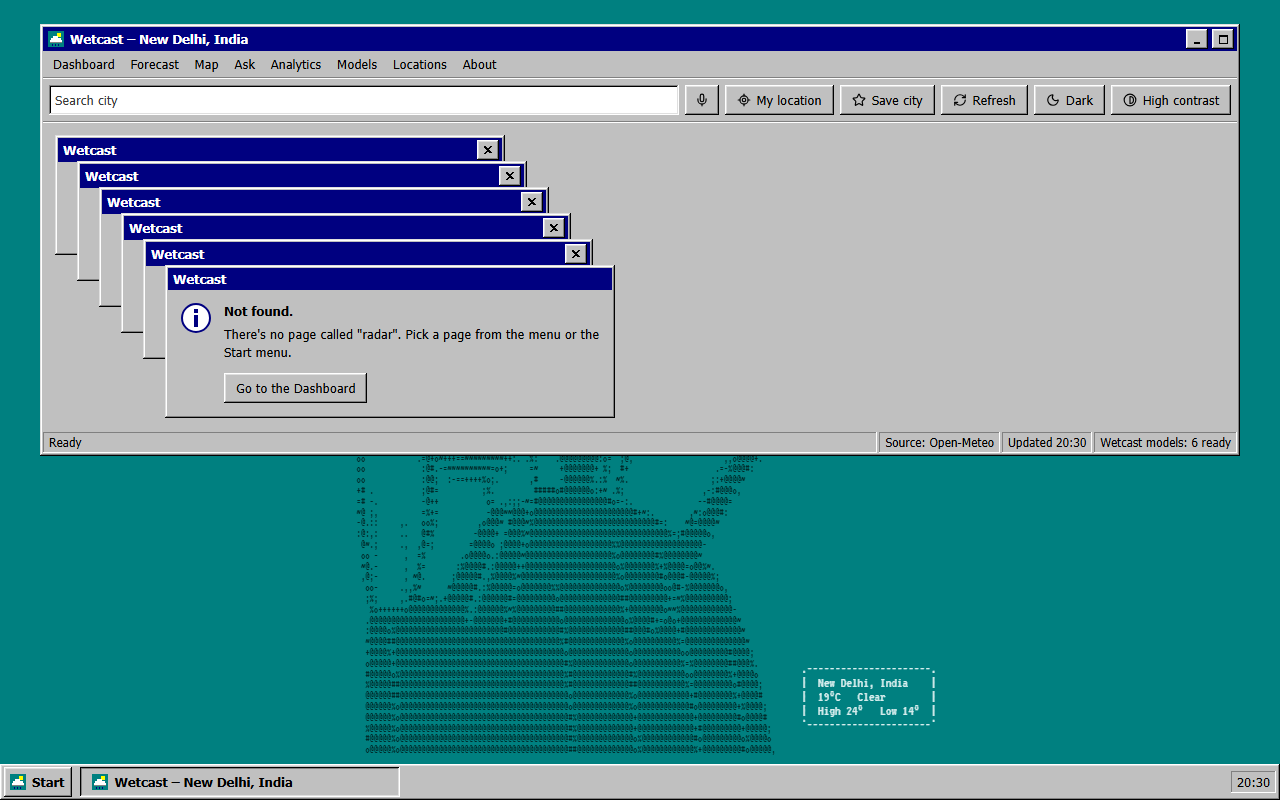 Wetcast – New Delhi, India
Dashboard Forecast Map Ask Analytics Models Locations About
Search city My location Save city Refresh Dark High contrast
Wetcast
Wetcast
Wetcast
Wetcast
Wetcast
Wetcast
Not found.
There's no page called "radar". Pick a page from the menu or the
Start menu.
Go to the Dashboard
Ready Source: Open-Meteo Updated 20:30 Wetcast models: 6 ready
New Delhi, India
19°C Clear
High 24° Low 14°
Start Wetcast – New Delhi, India 20:30